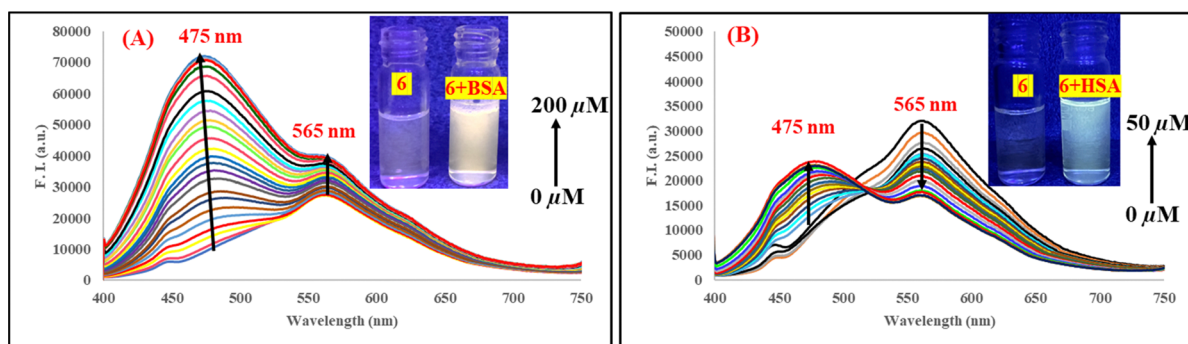 (A)
475 nm
565 nm
6
6+BSA
200 µM
0 µM
F. I. (a.u.)
80000
70000
60000
50000
40000
30000
20000
10000
0
400 450 500 550 600 650 700 750
Wavelength (nm)
(B)
475 nm
565 nm
6
6+HSA
50 µM
0 µM
F. I. (a.u.)
50000
45000
40000
35000
30000
25000
20000
15000
10000
5000
0
400 450 500 550 600 650 700 750
Wavelength (nm)